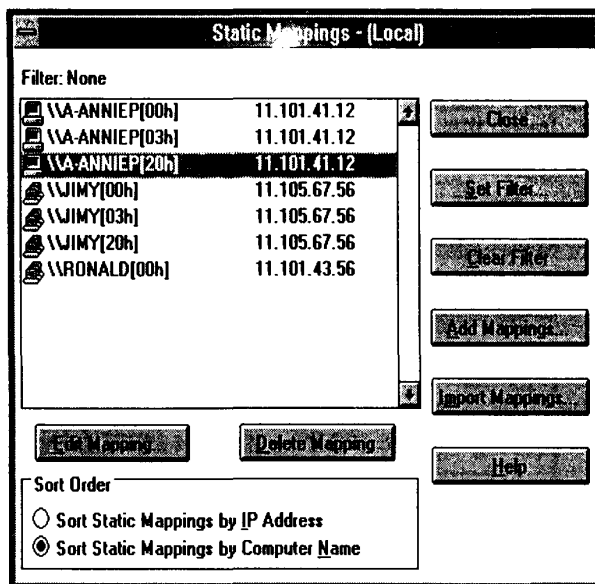 Static Mappings - (Local)
Filter: None
\\A-ANNIEP[00h] 11.101.41.12
\\A-ANNIEP[03h] 11.101.41.12
\\A-ANNIEP[20h] 11.101.41.12
\\JIMY[00h] 11.105.67.56
\\JIMY[03h] 11.105.67.56
\\JIMY[20h] 11.105.67.56
\\RONALD[00h] 11.101.43.56
Close
Set Filter...
Clear Filter
Add Mappings...
Import Mappings...
Help
Edit Mapping...
Delete Mapping
Sort Order
Sort Static Mappings by IP Address
Sort Static Mappings by Computer Name